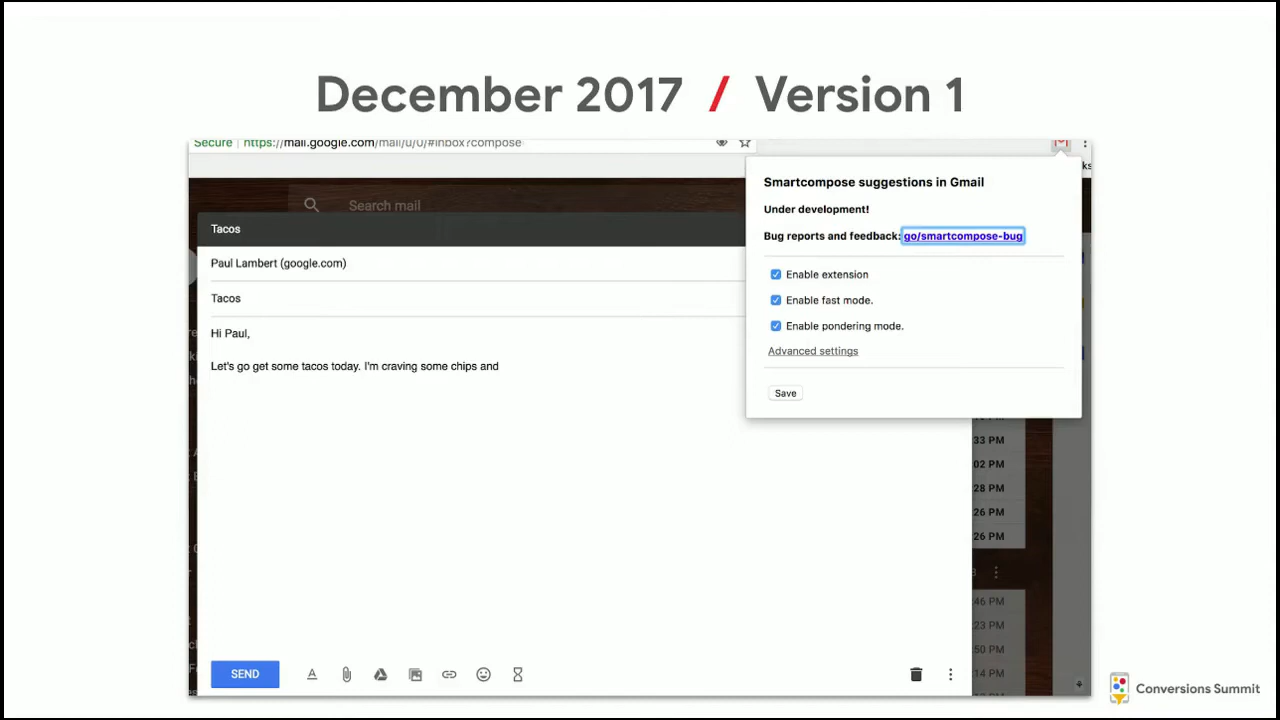 December 2017 / Version 1
Secure https://mail.google.com/mail/u/0/#inbox?compose
Search mail
Tacos
Paul Lambert (google.com)
Tacos
Hi Paul,
Let's go get some tacos today. I'm craving some chips and
SEND
Smartcompose suggestions in Gmail
Under development!
Bug reports and feedback: go/smartcompose-bug
Enable extension
Enable fast mode.
Enable pondering mode.
Advanced settings
Save
:33 PM
:02 PM
:28 PM
:26 PM
:26 PM
:46 PM
:23 PM
:50 PM
:14 PM
Conversions Summit